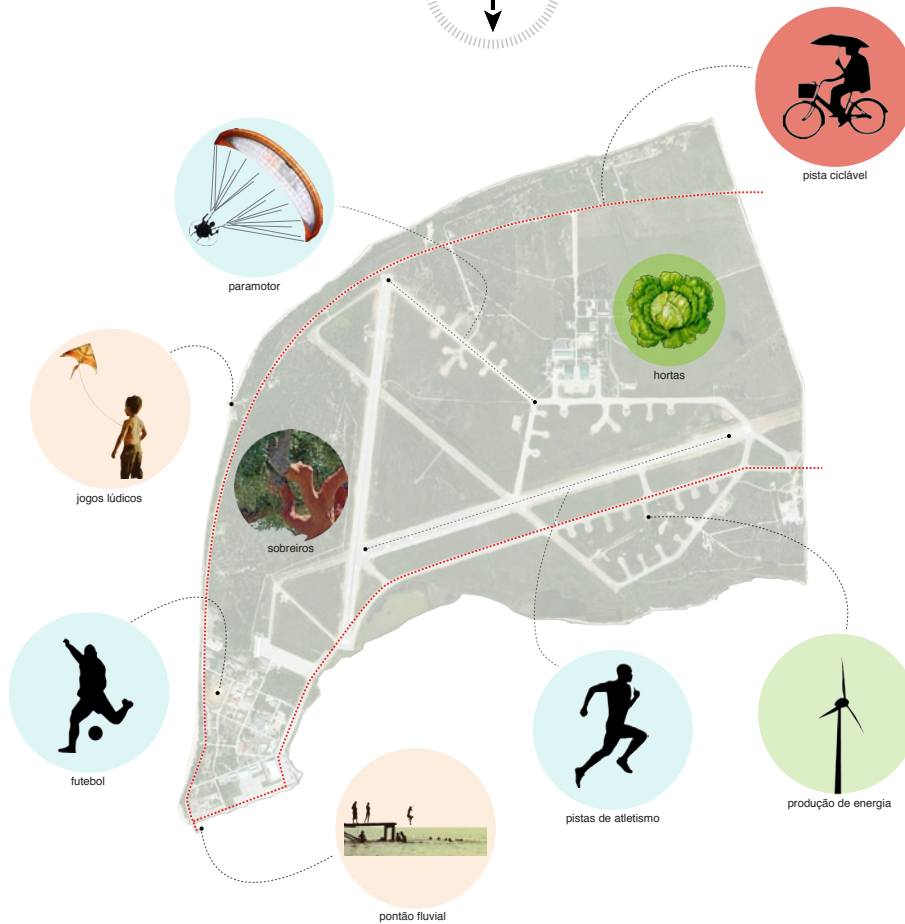 pista ciclável
paramotor
hortas
jogos lúdicos
sobreiros
futebol
pistas de atletismo
produção de energia
pontão fluvial